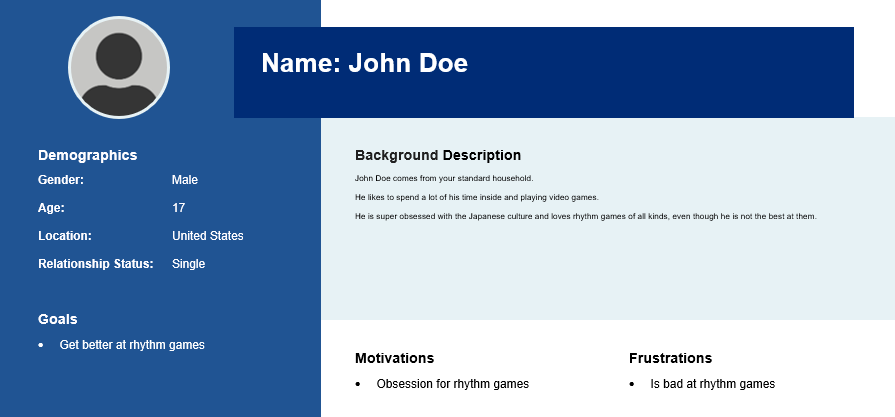 Name: John Doe
Demographics
Gender: Male
Age: 17
Location: United States
Relationship Status: Single
Goals
• Get better at rhythm games
Background Description
John Doe comes from your standard household.
He likes to spend a lot of his time inside and playing video games.
He is super obsessed with the Japanese culture and loves rhythm games of all kinds, even though he is not the best at them.
Motivations
• Obsession for rhythm games
Frustrations
• Is bad at rhythm games